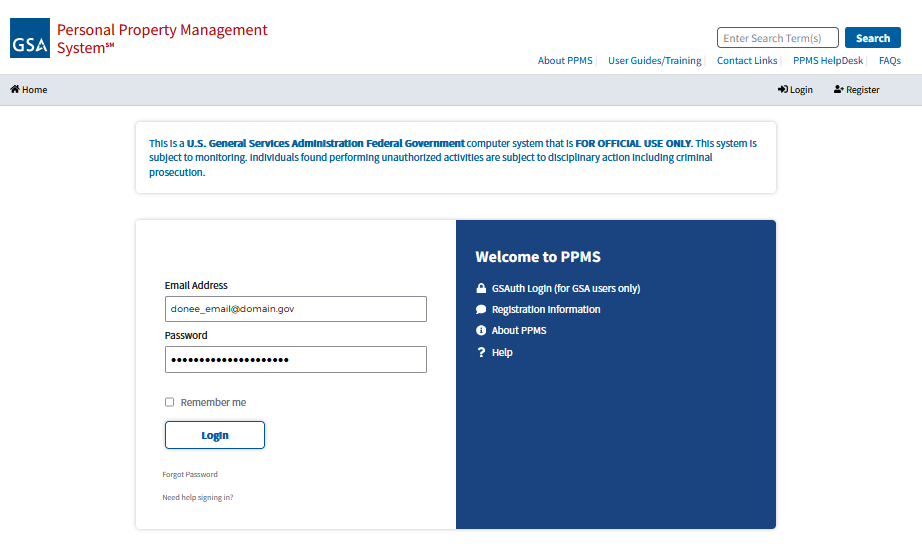 GSA
Personal Property Management
System℠
Enter Search Term(s)
Search
About PPMS
User Guides/Training
Contact Links
PPMS HelpDesk
FAQs
Home
Login
Register
This is a U.S. General Services Administration Federal Government computer system that is FOR OFFICIAL USE ONLY. This system is
subject to monitoring. Individuals found performing unauthorized activities are subject to disciplinary action including criminal
prosecution.
Email Address
donee_email@domain.gov
Password
Remember me
Login
Forgot Password
Need help signing in?
Welcome to PPMS
GSAuth Login (for GSA users only)
Registration Information
About PPMS
Help